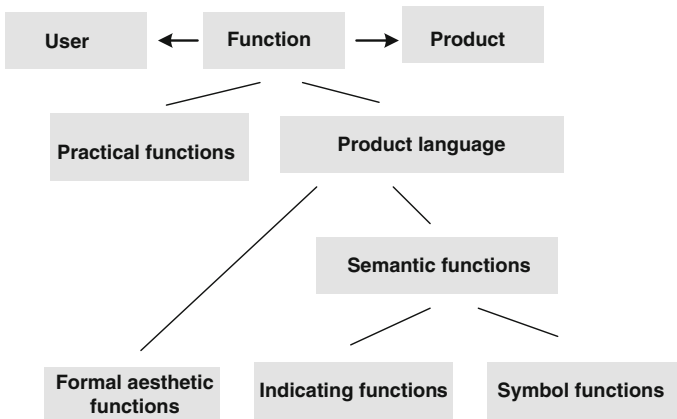 User
Function
Product
Practical functions
Product language
Semantic functions
Formal aesthetic
functions
Indicating functions
Symbol functions